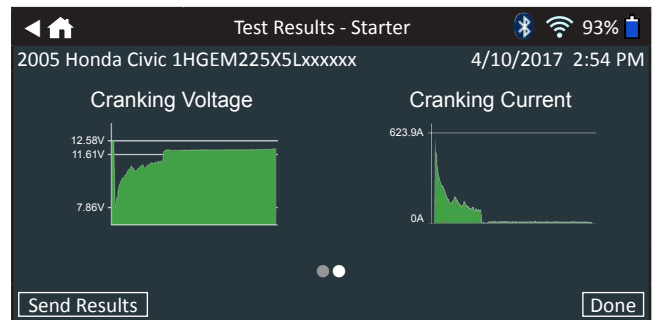 Test Results - Starter 93%
2005 Honda Civic 1HGEM225X5Lxxxxxx 4/10/2017 2:54 PM
Cranking Voltage Cranking Current
12.58V
11.61V
7.86V
623.9A
0A
Send Results Done